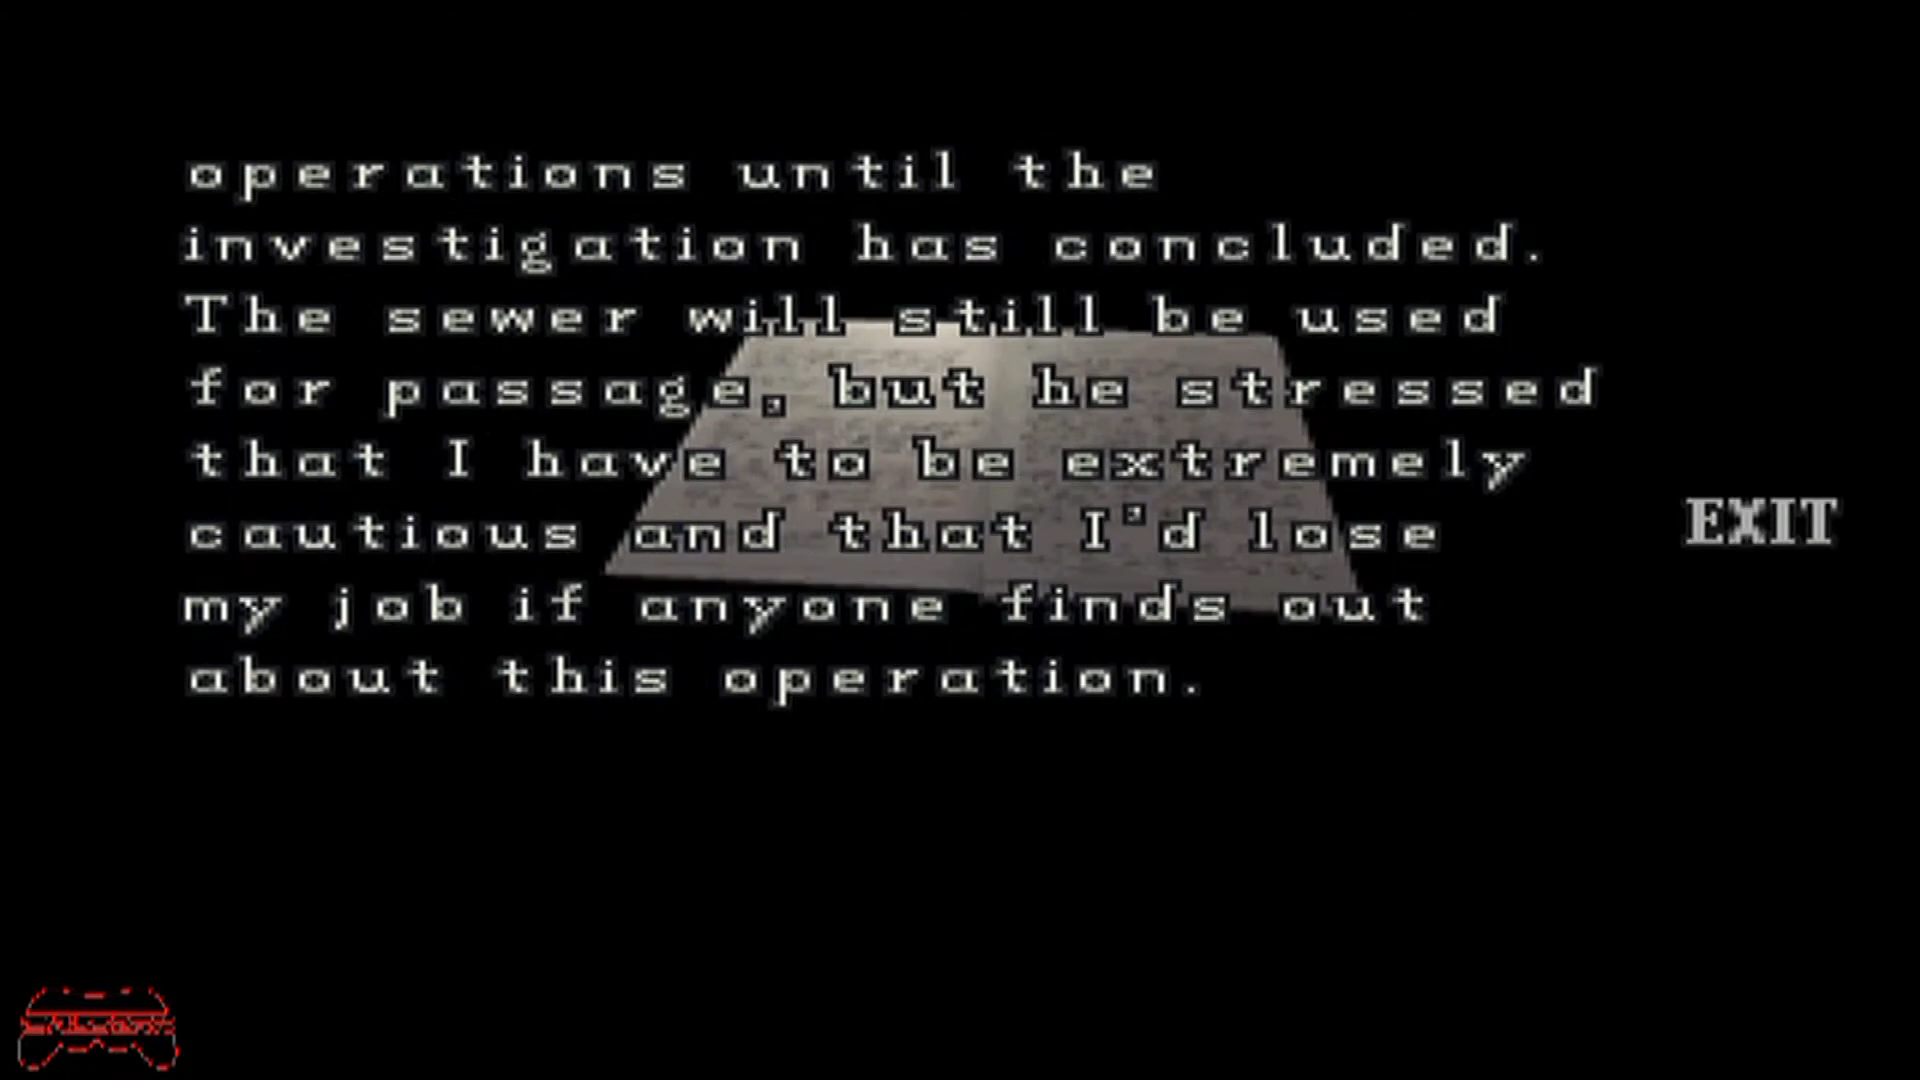 operations until the
investigation has concluded.
The sewer will still be used
for passage, but he stressed
that I have to be extremely
cautious and that I'd lose
my job if anyone finds out
about this operation.
EXIT